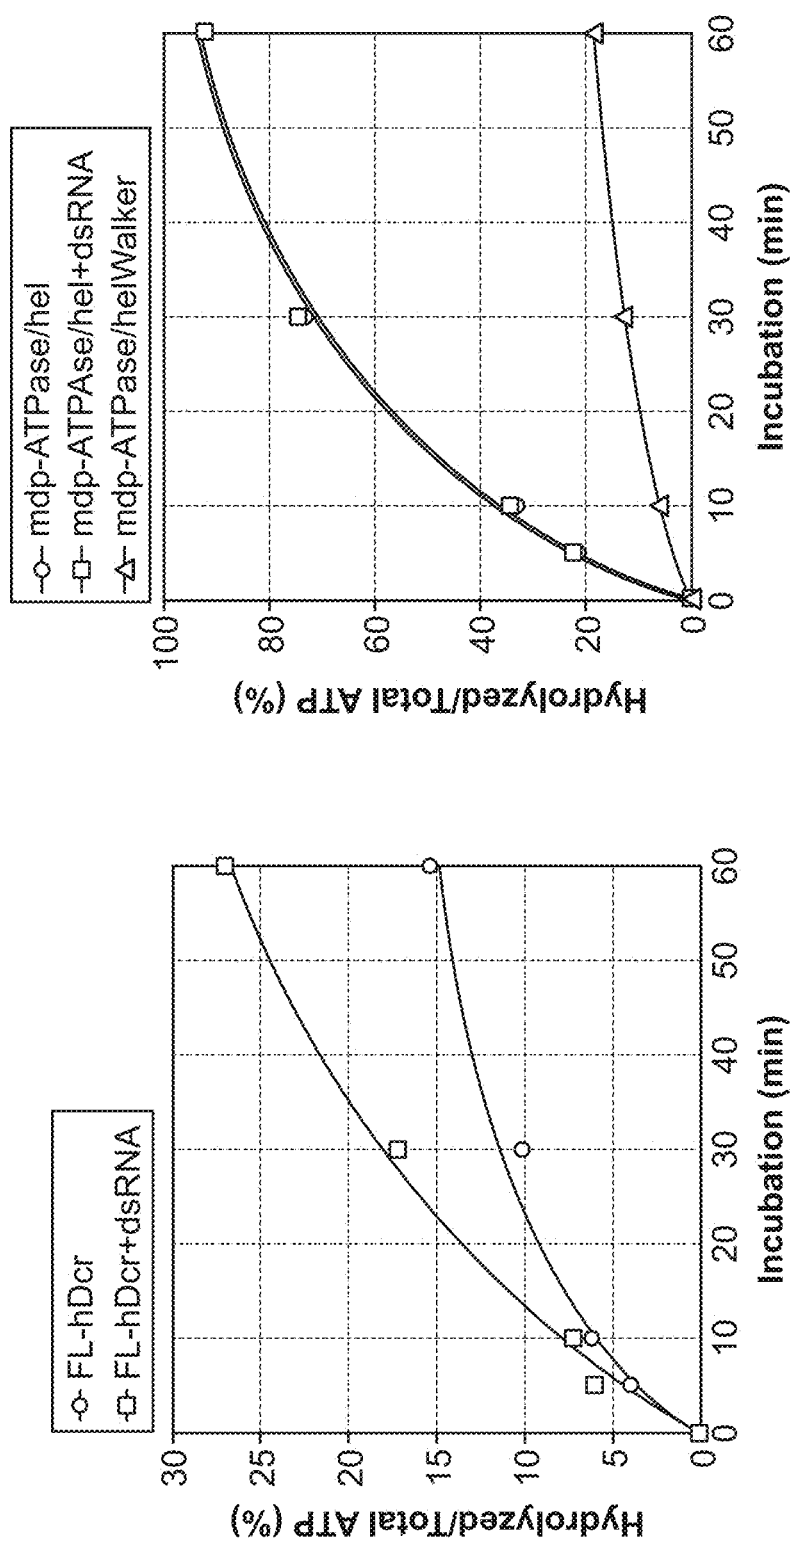 FL-hDcr
FL-hDcr+dsRNA
Hydrolyzed/Total ATP (%)
30
25
20
15
10
5
0
0 10 20 30 40 50 60
Incubation (min)
mdp-ATPase/hel
mdp-ATPAse/hel+dsRNA
mdp-ATPase/helWalker
Hydrolyzed/Total ATP (%)
100
80
60
40
20
0
0 10 20 30 40 50 60
Incubation (min)